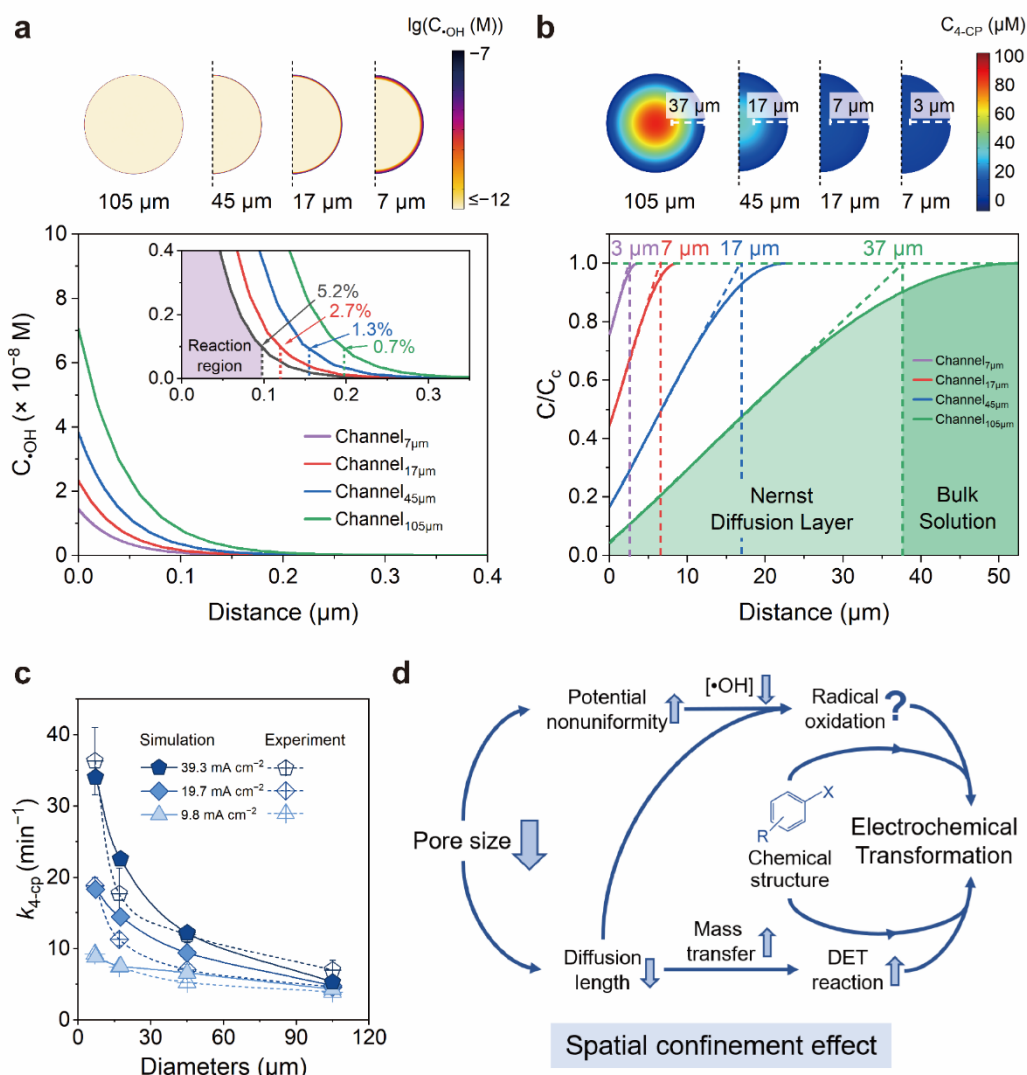 a
lg(C•OH (M))
−7
≤−12
105 μm
45 μm
17 μm
7 μm
C•OH (× 10⁻⁸ M)
10
8
6
4
2
0
0.0
0.1
0.2
0.3
0.4
Distance (μm)
0.4
0.2
0.0
0.0
0.1
0.2
0.3
Reaction
region
5.2%
2.7%
1.3%
0.7%
Channel7μm
Channel17μm
Channel45μm
Channel105μm
b
C4-CP (μM)
100
80
60
40
20
0
37 μm
17 μm
7 μm
3 μm
105 μm
45 μm
17 μm
7 μm
3 μm
7 μm
17 μm
37 μm
C/Cc
1.0
0.8
0.6
0.4
0.2
0.0
0
10
20
30
40
50
Distance (μm)
Channel7μm
Channel17μm
Channel45μm
Channel105μm
Nernst
Diffusion Layer
Bulk
Solution
c
k4-cp (min⁻¹)
40
30
20
10
0
0
30
60
90
120
Diameters (μm)
Simulation
Experiment
39.3 mA cm⁻²
19.7 mA cm⁻²
9.8 mA cm⁻²
d
Pore size
Potential
nonuniformity
[•OH]
Radical
oxidation ?
X
R
Chemical
structure
Electrochemical
Transformation
Diffusion
length
Mass
transfer
DET
reaction
Spatial confinement effect